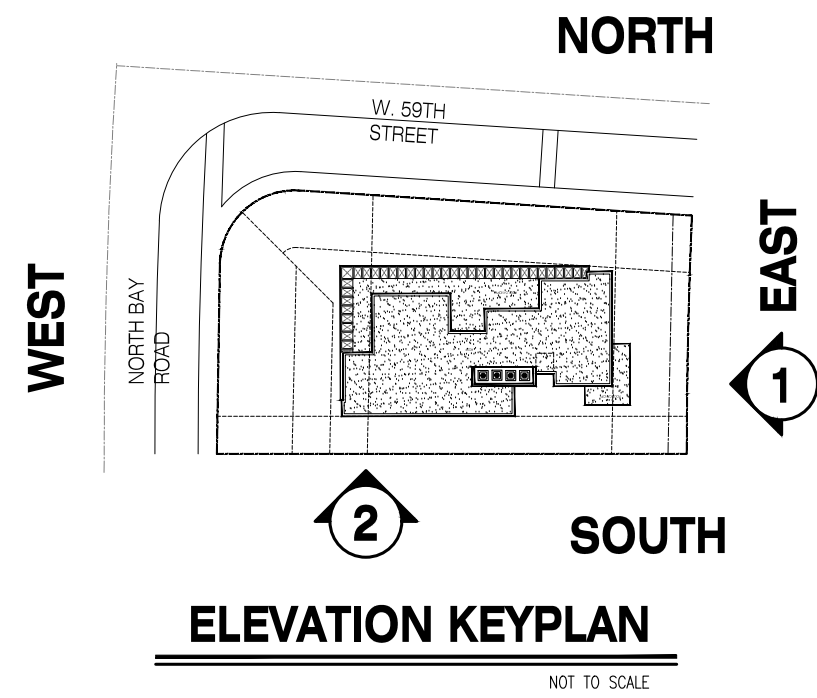 NORTH
W. 59TH
STREET
EAST
WEST
NORTH BAY
ROAD
1
2
SOUTH
ELEVATION KEYPLAN
NOT TO SCALE